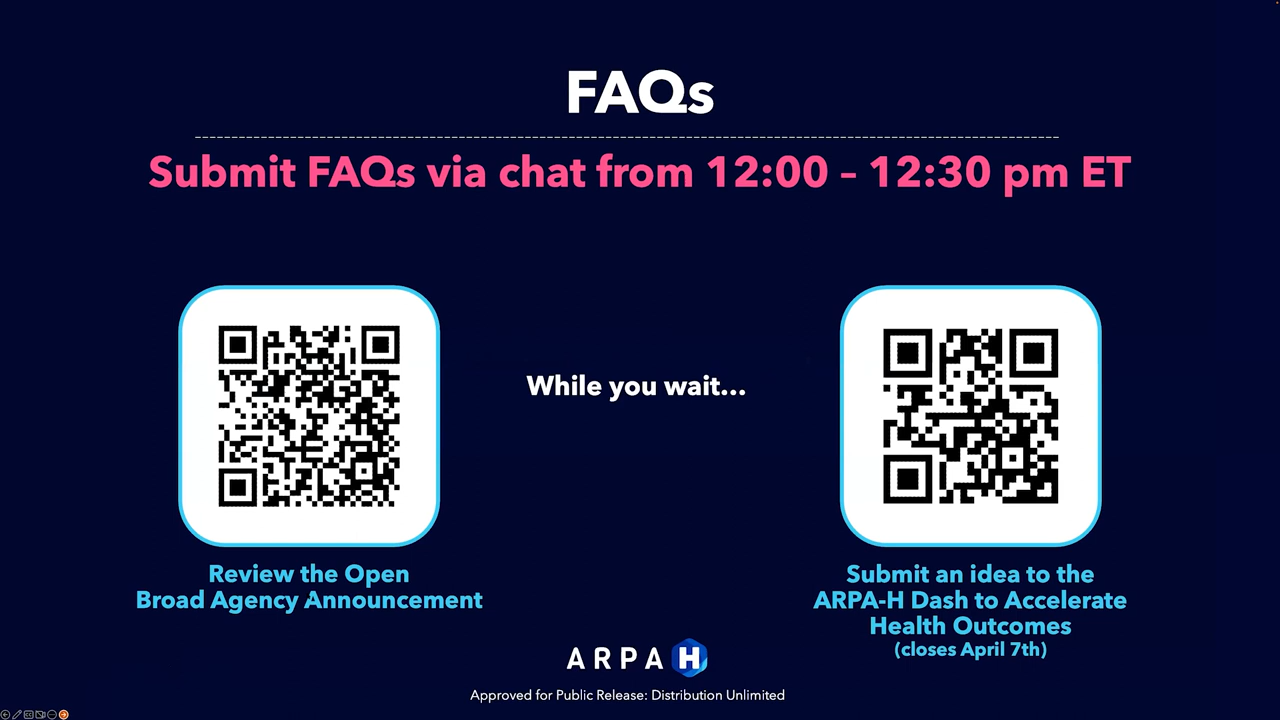 FAQs
Submit FAQs via chat from 12:00 – 12:30 pm ET
While you wait...
Review the Open
Broad Agency Announcement
Submit an idea to the
ARPA-H Dash to Accelerate
Health Outcomes
(closes April 7th)
ARPA H
Approved for Public Release: Distribution Unlimited